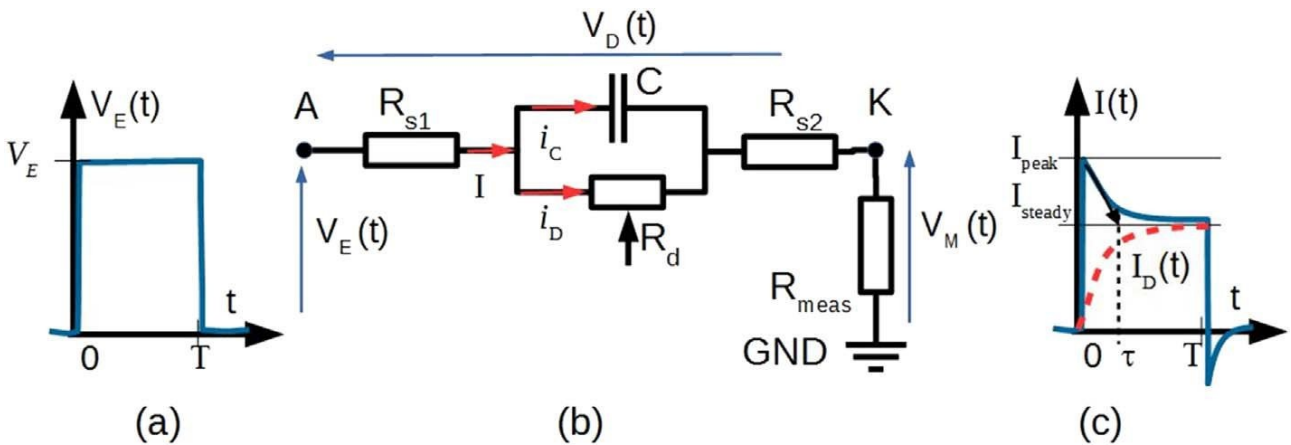 V_E(t)
V_E
t
0
T
(a)
V_D(t)
A
R_s1
C
R_s2
K
i_C
I
i_D
V_E(t)
R_d
V_M(t)
R_meas
GND
(b)
I(t)
I_peak
I_steady
I_D(t)
t
0
τ
T
(c)